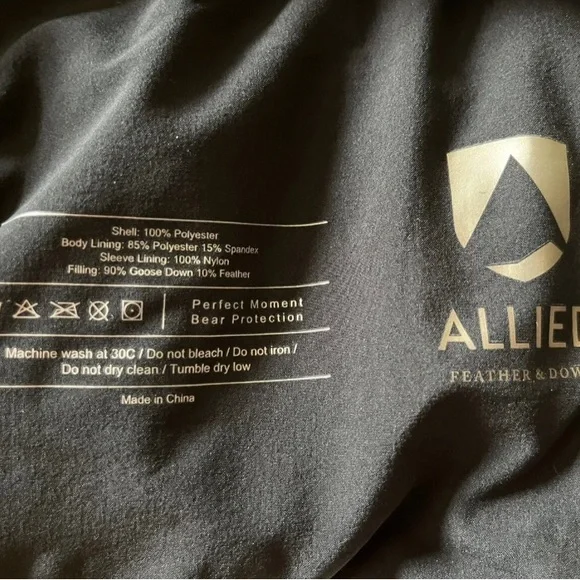 Shell: 100% Polyester
Body Lining: 85% Polyester 15% Spandex
Sleeve Lining: 100% Nylon
Filling: 90% Goose Down 10% Feather
Perfect Moment
Bear Protection
Machine wash at 30C / Do not bleach / Do not iron /
Do not dry clean / Tumble dry low
Made in China
ALLIED
FEATHER & DOW